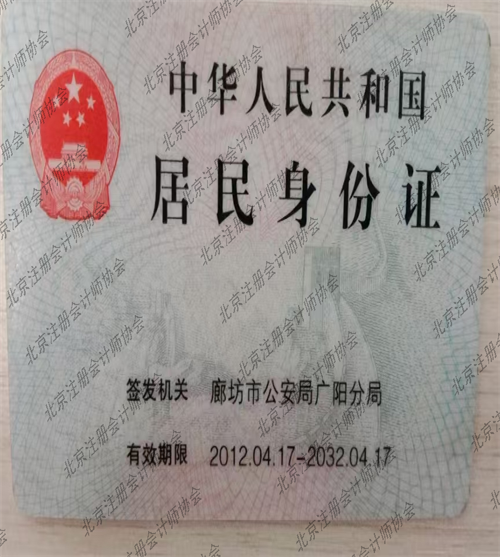 中华人民共和国
居民身份证
签发机关 廊坊市公安局广阳分局
有效期限 2012.04.17-2032.04.17
北京注册会计师协会